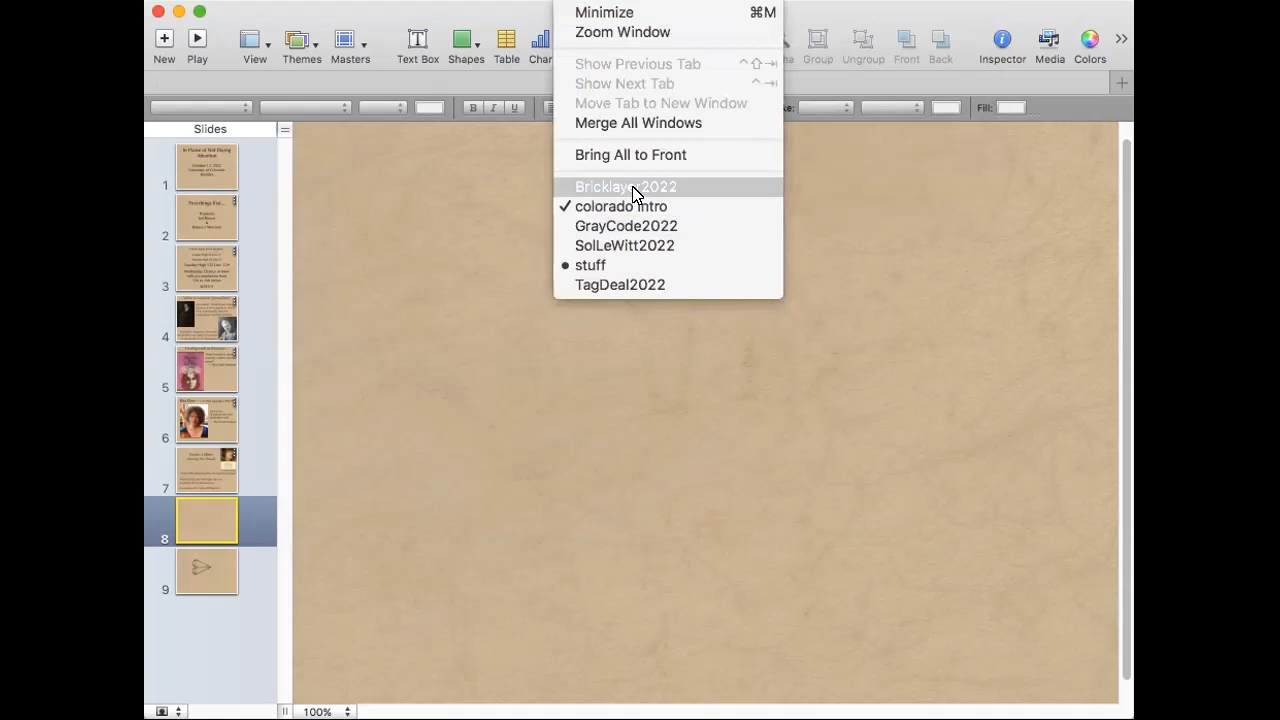 Minimize ⌘M
Zoom Window
Show Previous Tab ^⇧⇥
Show Next Tab ^⇥
Move Tab to New Window
Merge All Windows
Bring All to Front
Bricklayer2022
✓ colorado intro
GrayCode2022
SolLeWitt2022
• stuff
TagDeal2022
New Play View Themes Masters Text Box Shapes Table Char Group Ungroup Front Back Inspector Media Colors
B I U Fill:
Slides
1
2
3
4
5
6
7
8
9
100%